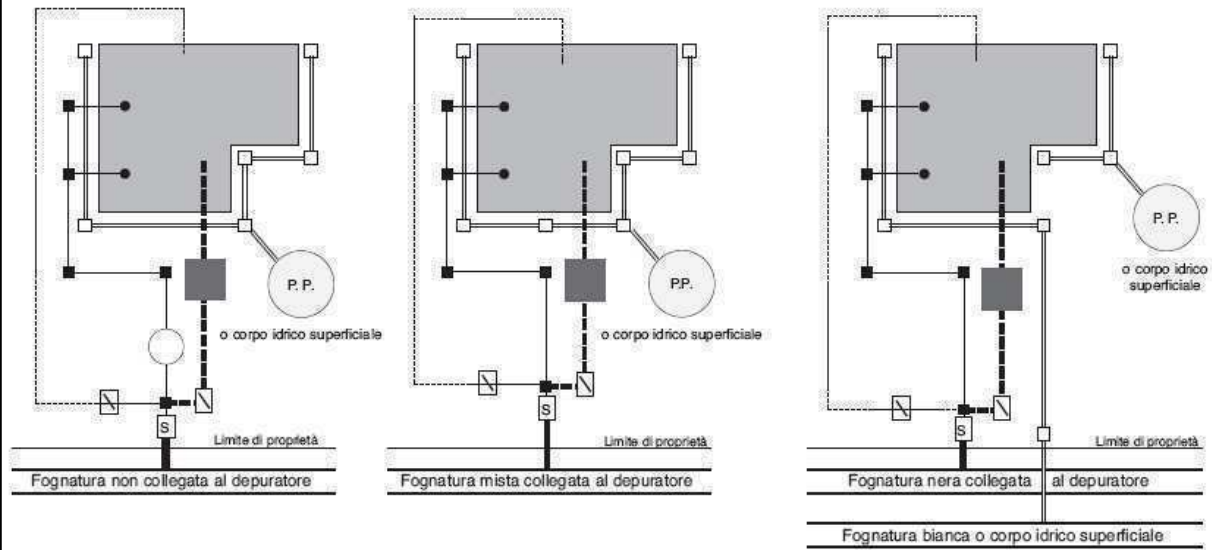 P. P.
o corpo idrico superficiale
S
Limite di proprietà
Fognatura non collegata al depuratore
P.P.
o corpo idrico superficiale
S
Limite di proprietà
Fognatura mista collegata al depuratore
P. P.
o corpo idrico
superficiale
S
Limite di proprietà
Fognatura nera collegata al depuratore
Fognatura bianca o corpo idrico superficiale